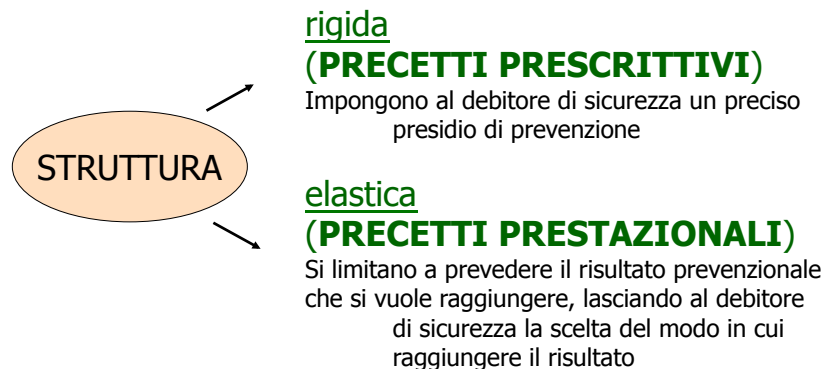 rigida
(PRECETTI PRESCRITTIVI)
Impongono al debitore di sicurezza un preciso
presidio di prevenzione
STRUTTURA
elastica
(PRECETTI PRESTAZIONALI)
Si limitano a prevedere il risultato prevenzionale
che si vuole raggiungere, lasciando al debitore
di sicurezza la scelta del modo in cui
raggiungere il risultato